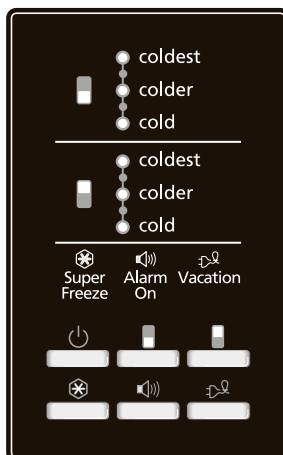 coldest
colder
cold
coldest
colder
cold
Super Freeze
Alarm On
Vacation